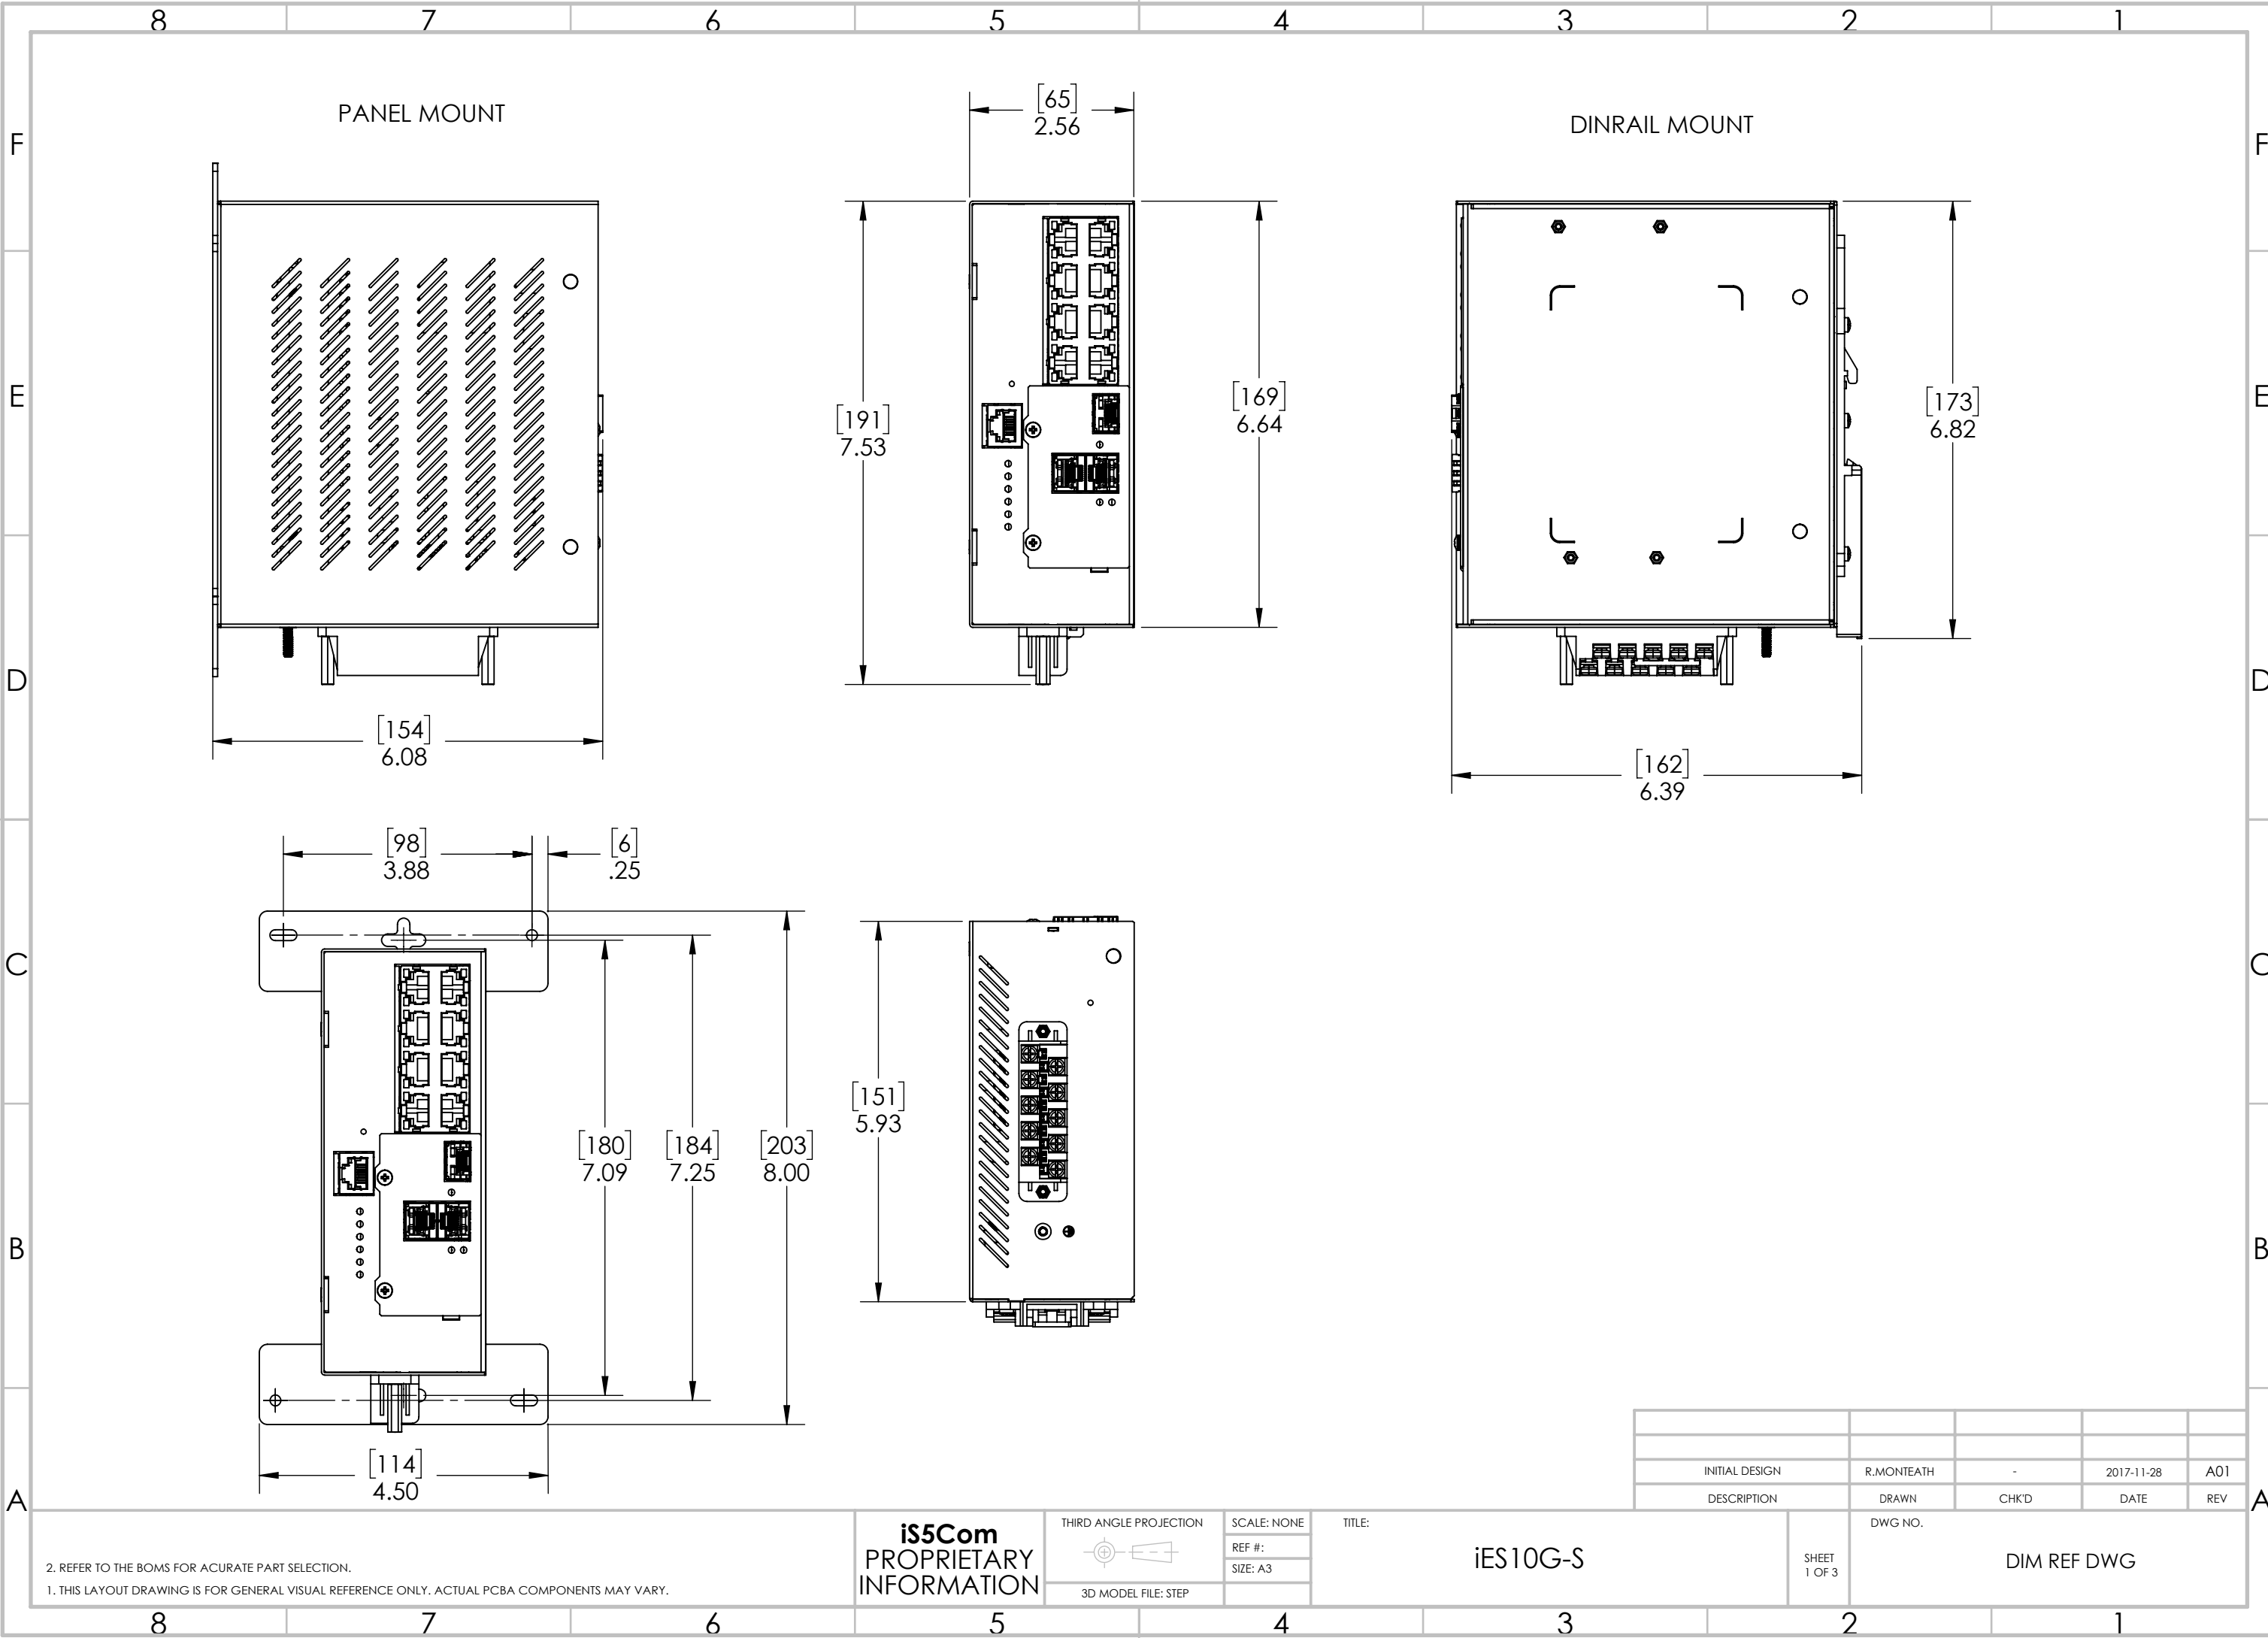 8 7 6 5 4 3 2 1
F F
E E
D D
C C
B B
A A
PANEL MOUNT
DINRAIL MOUNT
[65]
2.56
[191]
7.53
[169]
6.64
[173]
6.82
[154]
6.08
[162]
6.39
[98]
3.88
[6]
.25
[180]
7.09
[184]
7.25
[203]
8.00
[151]
5.93
[114]
4.50
INITIAL DESIGN R.MONTEATH - 2017-11-28 A01
DESCRIPTION DRAWN CHK'D DATE REV
2. REFER TO THE BOMS FOR ACURATE PART SELECTION.
1. THIS LAYOUT DRAWING IS FOR GENERAL VISUAL REFERENCE ONLY. ACTUAL PCBA COMPONENTS MAY VARY.
iS5Com
PROPRIETARY
INFORMATION
THIRD ANGLE PROJECTION
3D MODEL FILE: STEP
SCALE: NONE
REF #:
SIZE: A3
TITLE:
iES10G-S
SHEET
1 OF 3
DWG NO.
DIM REF DWG
8 7 6 5 4 3 2 1